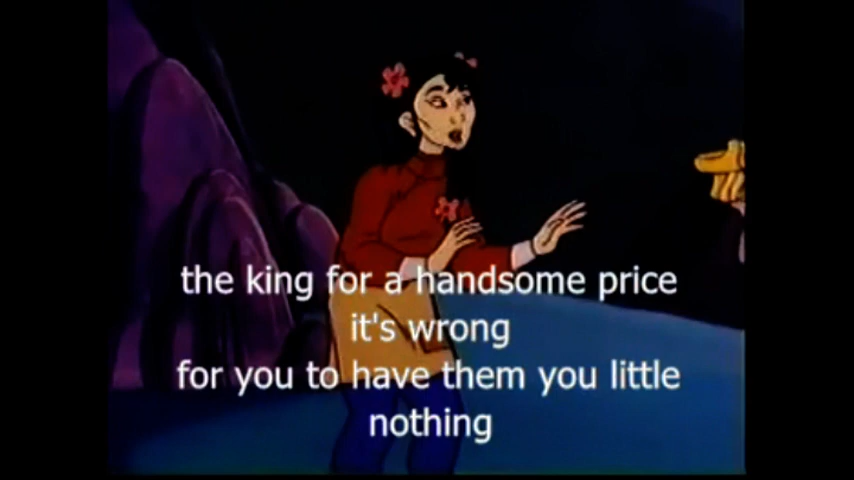 the king for a handsome price
it's wrong
for you to have them you little
nothing